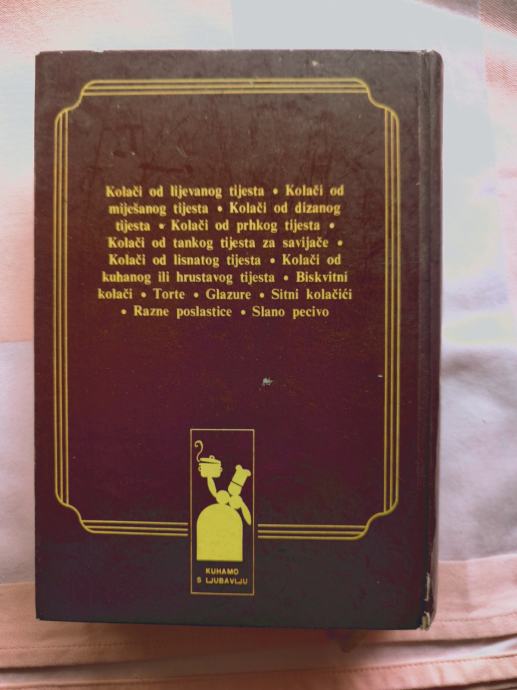 Kolači od lijevanog tijesta • Kolači od
miješanog tijesta • Kolači od dizanog
tijesta • Kolači od prhkog tijesta •
Kolači od tankog tijesta za savijače •
Kolači od lisnatog tijesta • Kolači od
kuhanog ili hrustavog tijesta • Biskvitni
kolači • Torte • Glazure • Sitni kolačići
• Razne poslastice • Slano pecivo
KUHAMO
S LJUBAVLJU